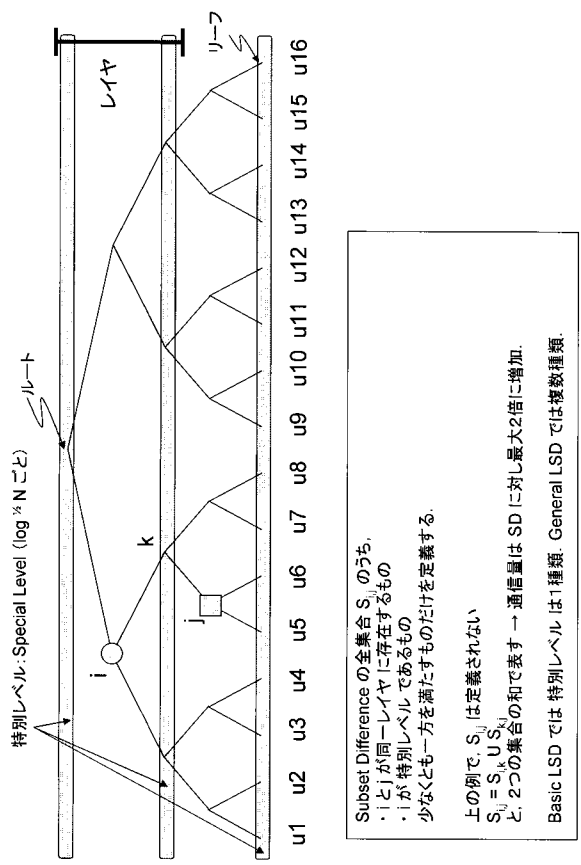 特別レベル: Special Level (log ½ N ごと)
ルート
レイヤ
リーフ
i
k
j
u1 u2 u3 u4 u5 u6 u7 u8 u9 u10 u11 u12 u13 u14 u15 u16
Subset Difference の全集合 Sij のうち,
・i と j が同一レイヤ に存在するもの
・i が 特別レベル であるもの
少なくとも一方を満たすものだけを定義する.
上の例で, Sij は定義されない
Sij = Sik ∪ Skj
と, 2つの集合の和で表す → 通信量は SD に対し最大2倍に増加.
Basic LSD では 特別レベル は1種類. General LSD では複数種類.